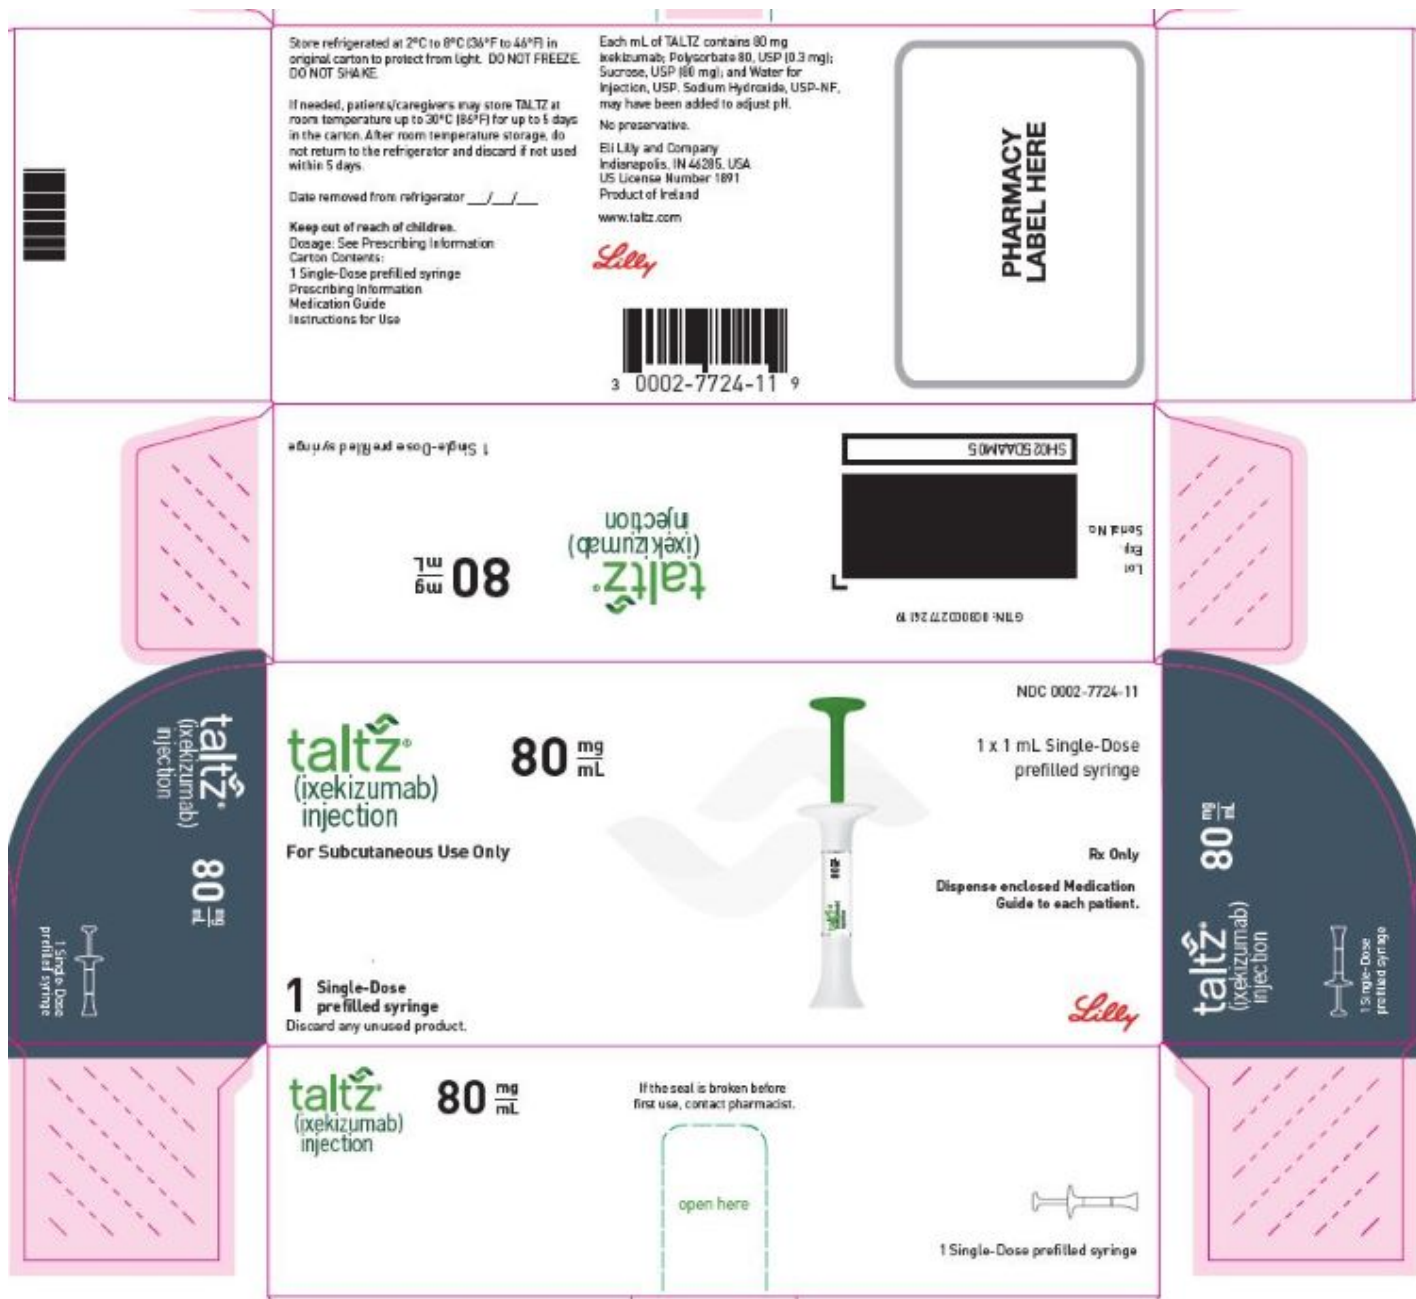 Store refrigerated at 2°C to 8°C (36°F to 46°F) in
original carton to protect from light. DO NOT FREEZE.
DO NOT SHAKE.
If needed, patients/caregivers may store TALTZ at
room temperature up to 30°C (86°F) for up to 5 days
in the carton. After room temperature storage, do
not return to the refrigerator and discard if not used
within 5 days.
Date removed from refrigerator __/__/__
Keep out of reach of children.
Dosage: See Prescribing Information
Carton Contents:
1 Single-Dose prefilled syringe
Prescribing Information
Medication Guide
Instructions for Use
Each mL of TALTZ contains 80 mg
ixekizumab; Polysorbate 80, USP (0.3 mg);
Sucrose, USP (80 mg); and Water for
Injection, USP. Sodium Hydroxide, USP-NF,
may have been added to adjust pH.
No preservative.
Eli Lilly and Company
Indianapolis, IN 46285, USA
US License Number 1891
Product of Ireland
www.taltz.com
Lilly
3 0002-7724-11 9
PHARMACY
LABEL HERE
1 Single-Dose prefilled syringe
taltz®
(ixekizumab)
injection
80 mg/mL
SH02SDAAM05
Lot
Exp.
Serial No.
taltz®
(ixekizumab)
injection
80 mg/mL
1 Single-Dose
prefilled syringe
taltz®
(ixekizumab)
injection
80 mg/mL
For Subcutaneous Use Only
1 Single-Dose
prefilled syringe
Discard any unused product.
NDC 0002-7724-11
1 x 1 mL Single-Dose
prefilled syringe
Rx Only
Dispense enclosed Medication
Guide to each patient.
Lilly
taltz®
(ixekizumab)
injection
80 mg/mL
1 Single-Dose
prefilled syringe
taltz®
(ixekizumab)
injection
80 mg/mL
If the seal is broken before
first use, contact pharmacist.
open here
1 Single-Dose prefilled syringe